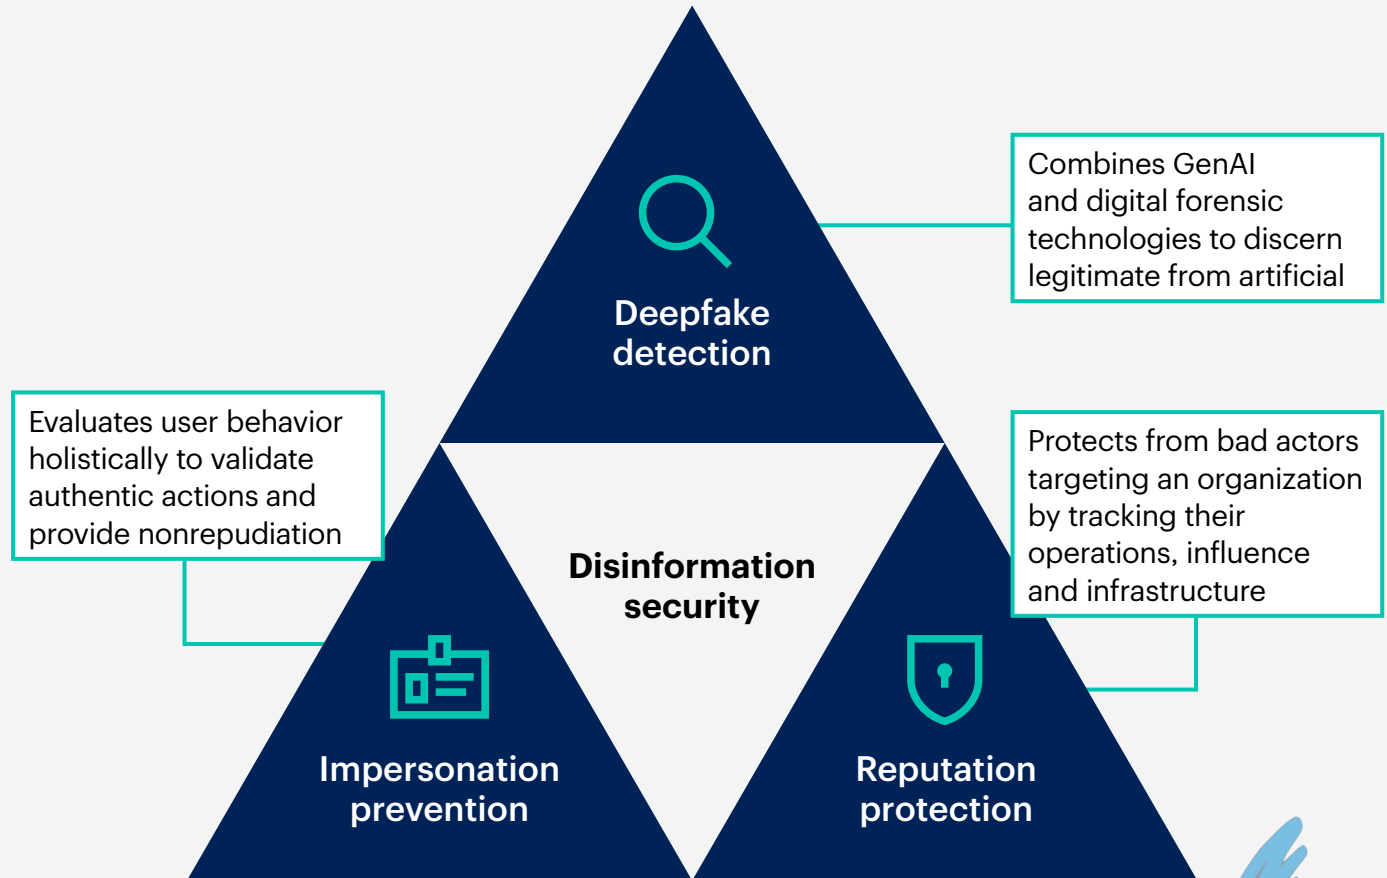 Combines GenAI
and digital forensic
technologies to discern
legitimate from artificial
Deepfake
detection
Evaluates user behavior
holistically to validate
authentic actions and
provide nonrepudiation
Protects from bad actors
targeting an organization
by tracking their
operations, influence
and infrastructure
Disinformation
security
Impersonation
prevention
Reputation
protection